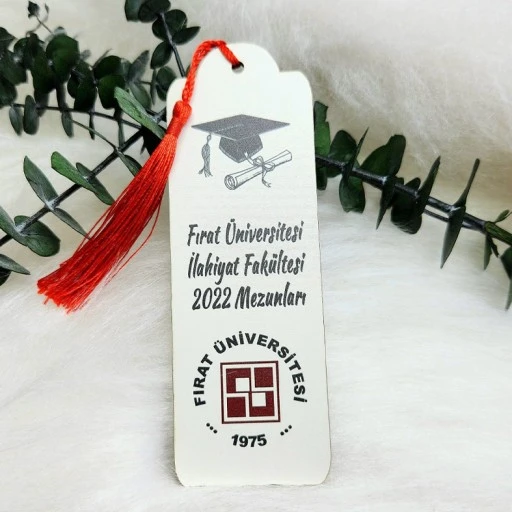 Fırat Üniversitesi
İlahiyat Fakültesi
2022 Mezunları
FIRAT ÜNİVERSİTESİ
... 1975 ...